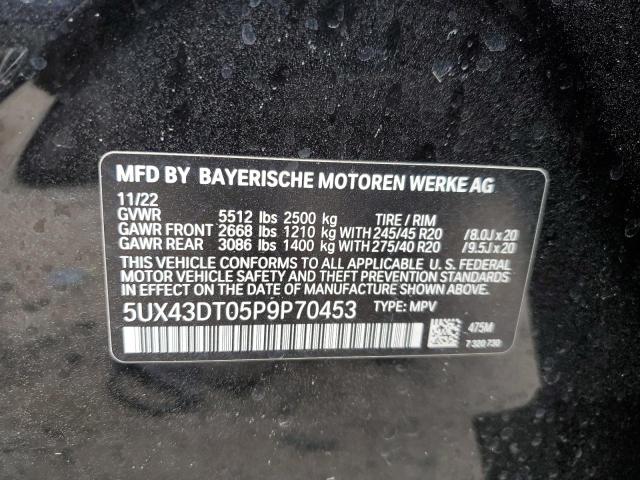 MFD BY BAYERISCHE MOTOREN WERKE AG
11/22
GVWR 5512 lbs 2500 kg TIRE / RIM
GAWR FRONT 2668 lbs 1210 kg WITH 245/45 R20 /8.0J x 20
GAWR REAR 3086 lbs 1400 kg WITH 275/40 R20 /9.5J x 20
THIS VEHICLE CONFORMS TO ALL APPLICABLE U.S. FEDERAL
MOTOR VEHICLE SAFETY AND THEFT PREVENTION STANDARDS
IN EFFECT ON THE DATE OF MANUFACTURE SHOWN ABOVE.
5UX43DT05P9P70453 TYPE: MPV
475M
7 320 730